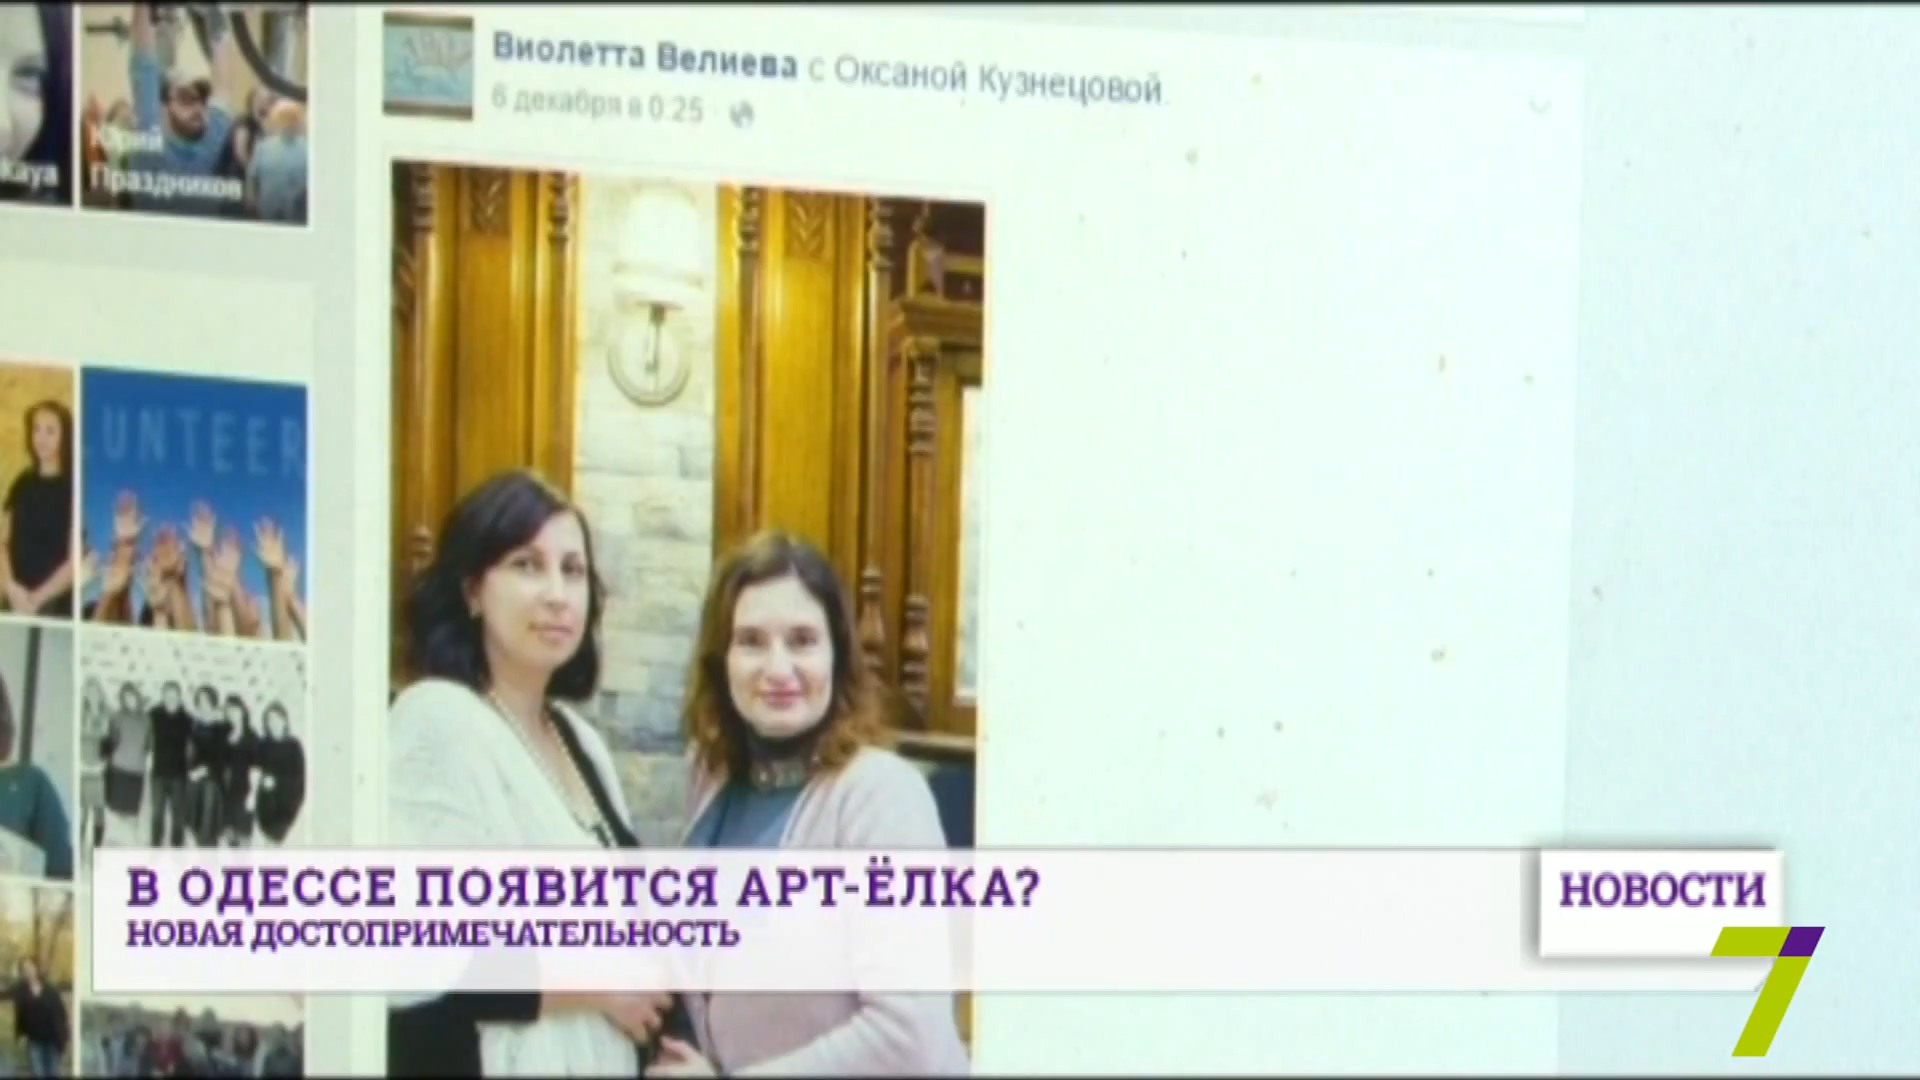 Виолетта Велиева с Оксаной Кузнецовой.
6 декабря в 0:25
Юрий
Праздников
kaya
UNTEER
В ОДЕССЕ ПОЯВИТСЯ АРТ-ЁЛКА?
НОВАЯ ДОСТОПРИМЕЧАТЕЛЬНОСТЬ
НОВОСТИ
7